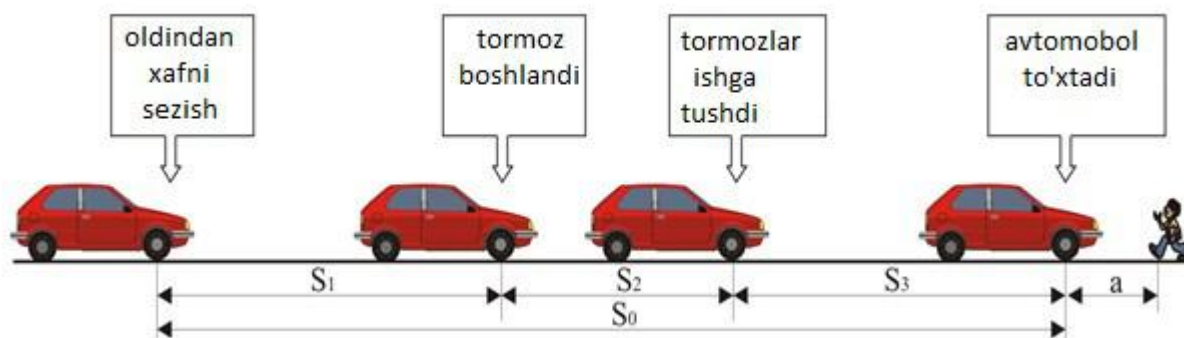 oldindan
xafni
sezish
tormoz
boshlandi
tormozlar
ishga
tushdi
avtomobol
to'xtadi
S1
S2
S3
a
S0